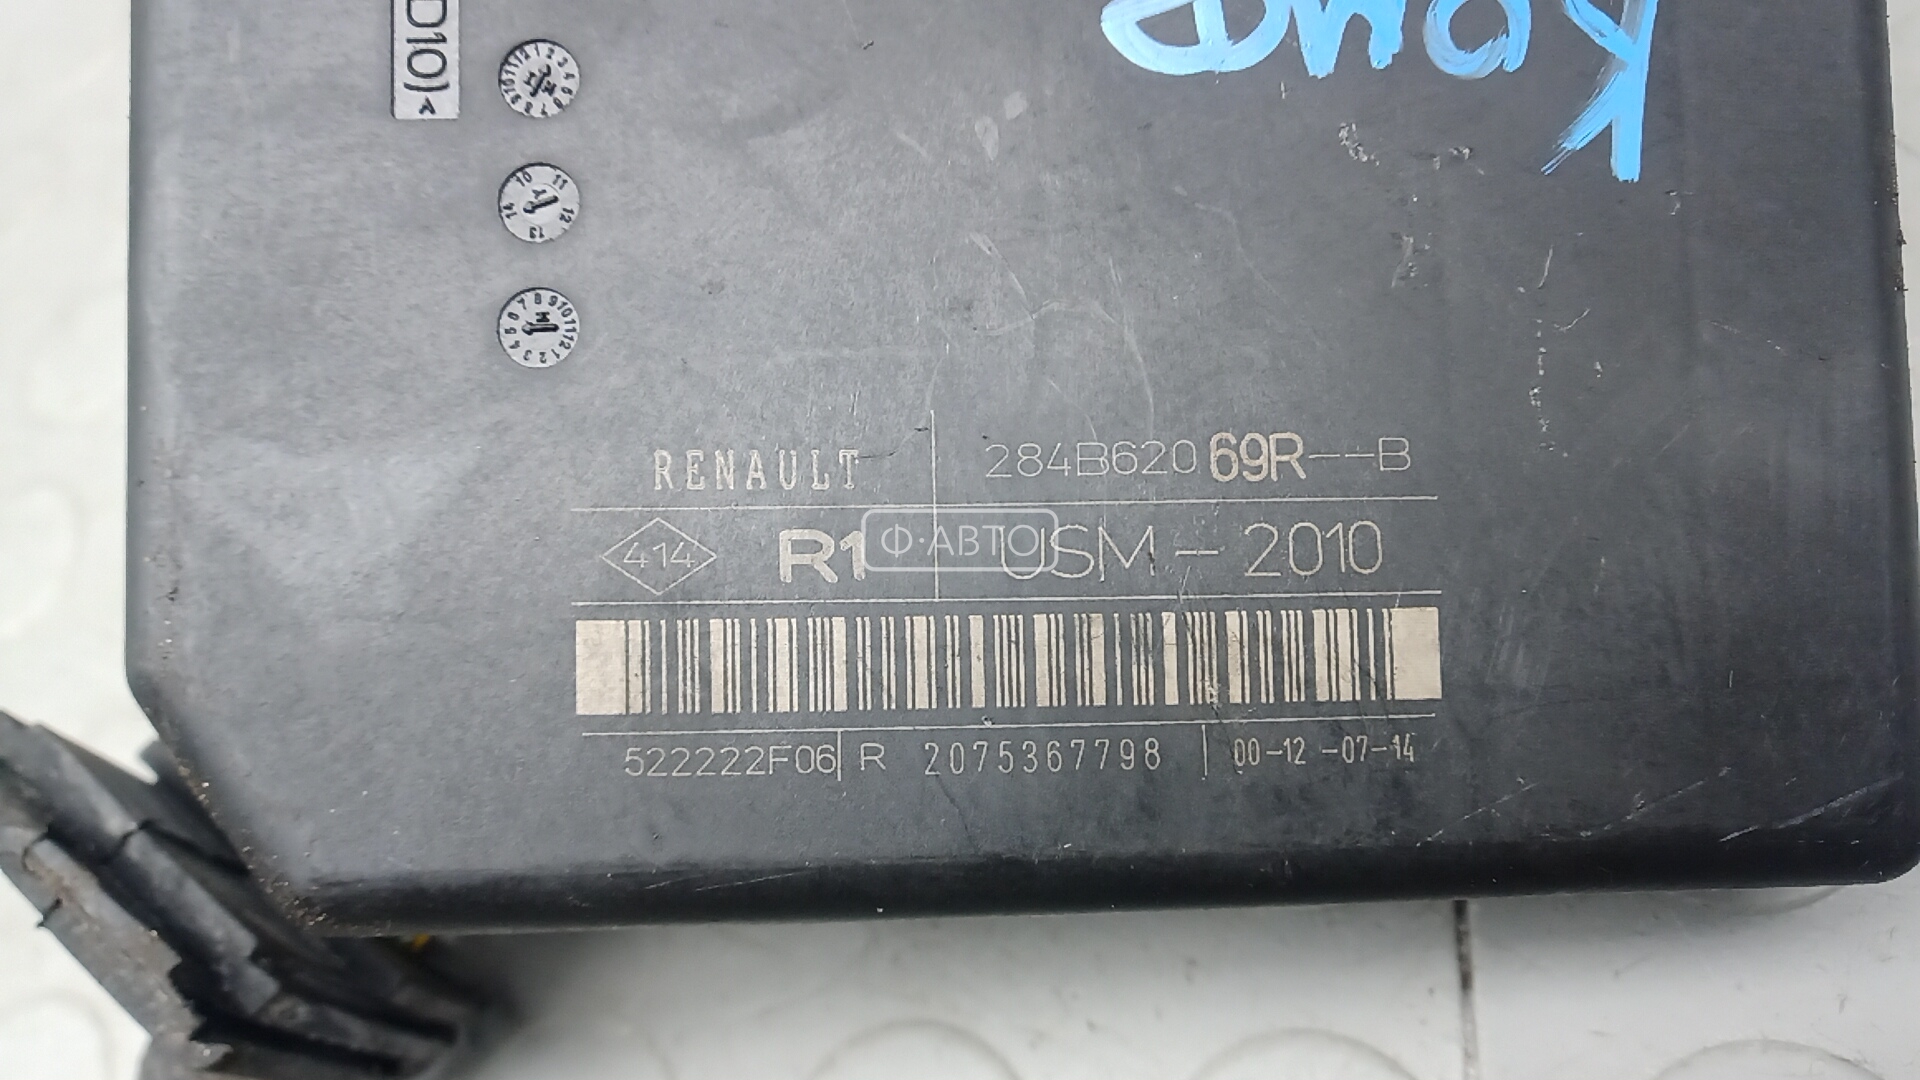 D10)
RENAULT 284B62069R--B
414 R1 USM - 2010
Ф·АВТО
522222F06 R 2075367798 00-12-07-14